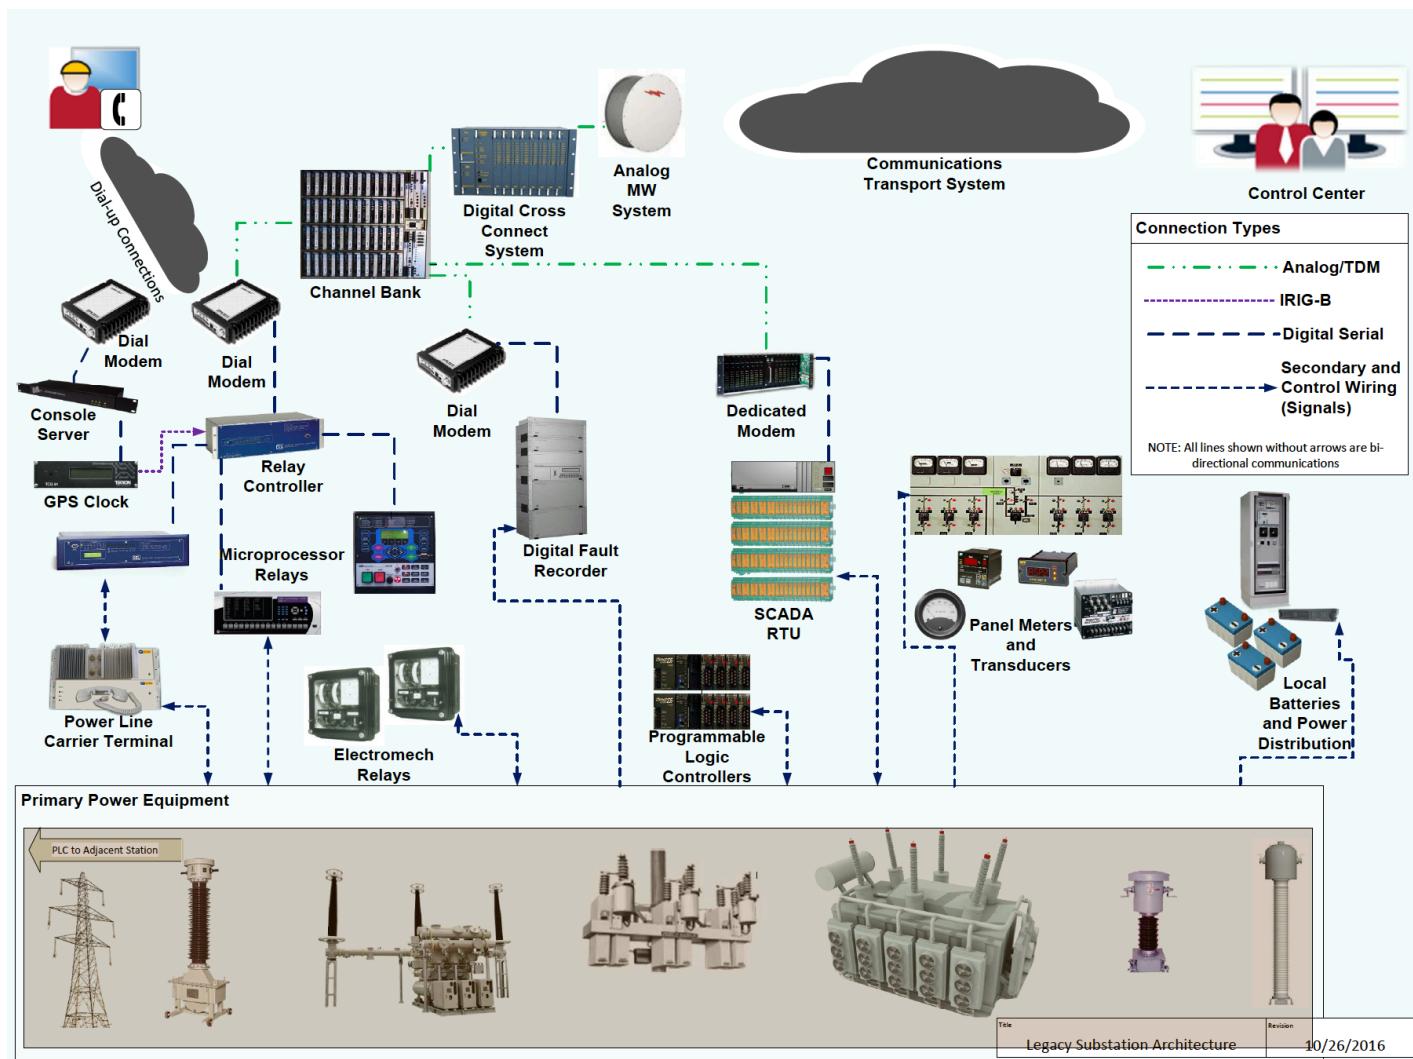 Dial-up Connections
Analog
MW
System
Communications
Transport System
Control Center
Digital Cross
Connect
System
Channel Bank
Connection Types
Analog/TDM
IRIG-B
Digital Serial
Secondary and
Control Wiring
(Signals)
NOTE: All lines shown without arrows are bi-
directional communications
Dial
Modem
Dial
Modem
Dial
Modem
Dedicated
Modem
Console
Server
GPS Clock
Relay
Controller
Microprocessor
Relays
Digital Fault
Recorder
SCADA
RTU
Panel Meters
and
Transducers
Local
Batteries
and Power
Distribution
Power Line
Carrier Terminal
Electromech
Relays
Programmable
Logic
Controllers
Primary Power Equipment
PLC to Adjacent Station
Title
Legacy Substation Architecture
Revision
10/26/2016